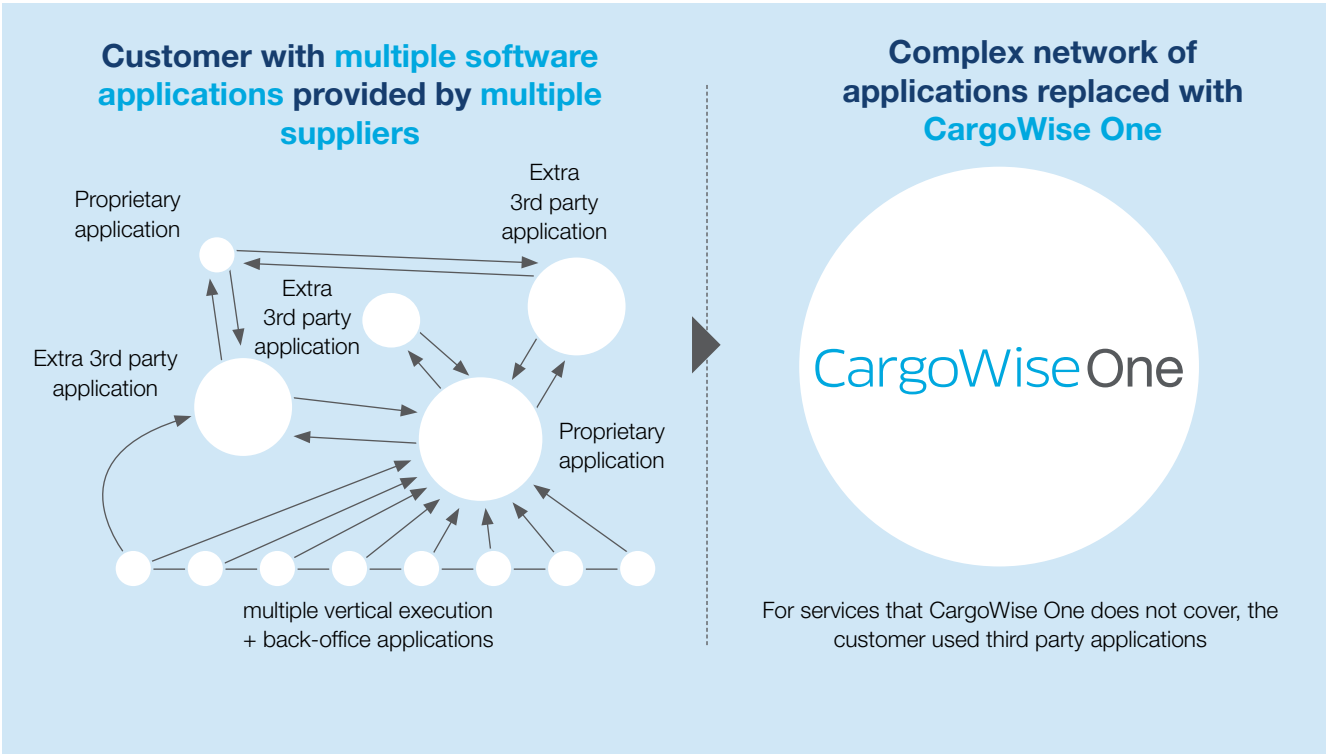 Customer with multiple software
applications provided by multiple
suppliers
Proprietary
application
Extra
3rd party
application
Extra
3rd party
application
Extra 3rd party
application
Proprietary
application
multiple vertical execution
+ back-office applications
Complex network of
applications replaced with
CargoWise One
CargoWiseOne
For services that CargoWise One does not cover, the
customer used third party applications